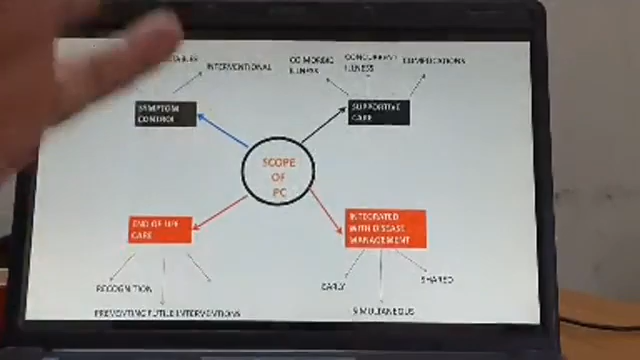 INTERVENTIONAL
CO MORBID
ILLNESS
CONCURRENT
ILLNESS
COMPLICATIONS
SYMPTOM
CONTROL
SUPPORTIVE
CARE
SCOPE
OF
PC
END OF LIFE
CARE
INTEGRATED
WITH DISEASE
MANAGEMENT
RECOGNITION
PREVENTING FUTILE INTERVENTIONS
EARLY
SIMULTANEOUS
SHARED